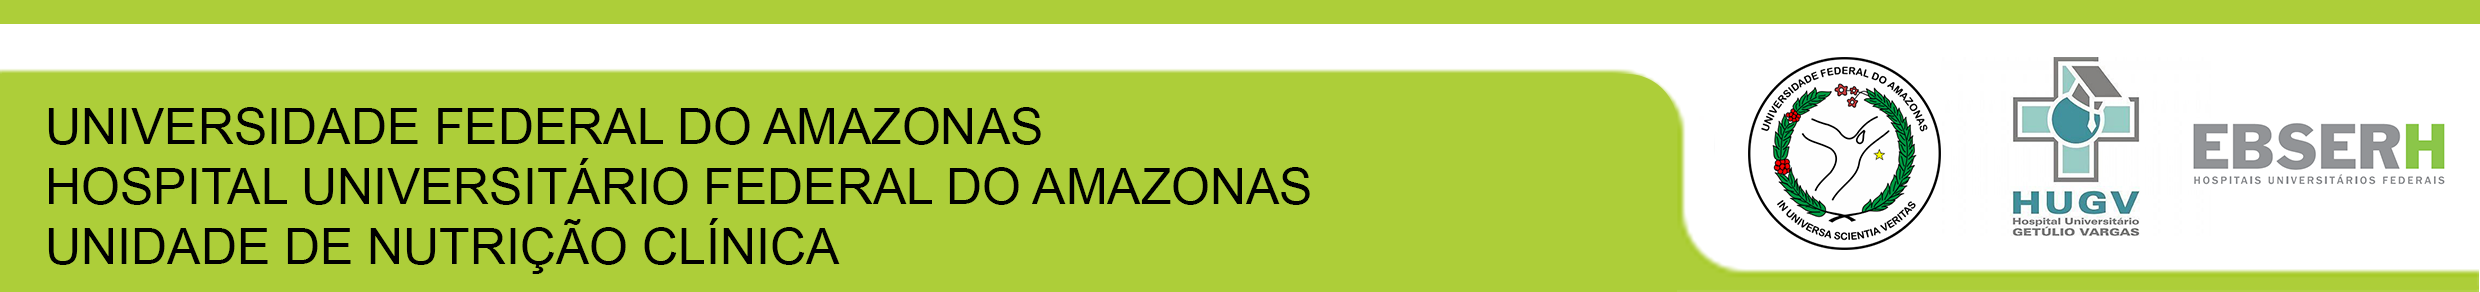 UNIVERSIDADE FEDERAL DO AMAZONAS
HOSPITAL UNIVERSITÁRIO FEDERAL DO AMAZONAS
UNIDADE DE NUTRIÇÃO CLÍNICA
UNIVERSIDADE FEDERAL DO AMAZONAS
IN UNIVERSA SCIENTIA VERITAS
HUGV
Hospital Universitário
GETÚLIO VARGAS
EBSERH
HOSPITAIS UNIVERSITÁRIOS FEDERAIS